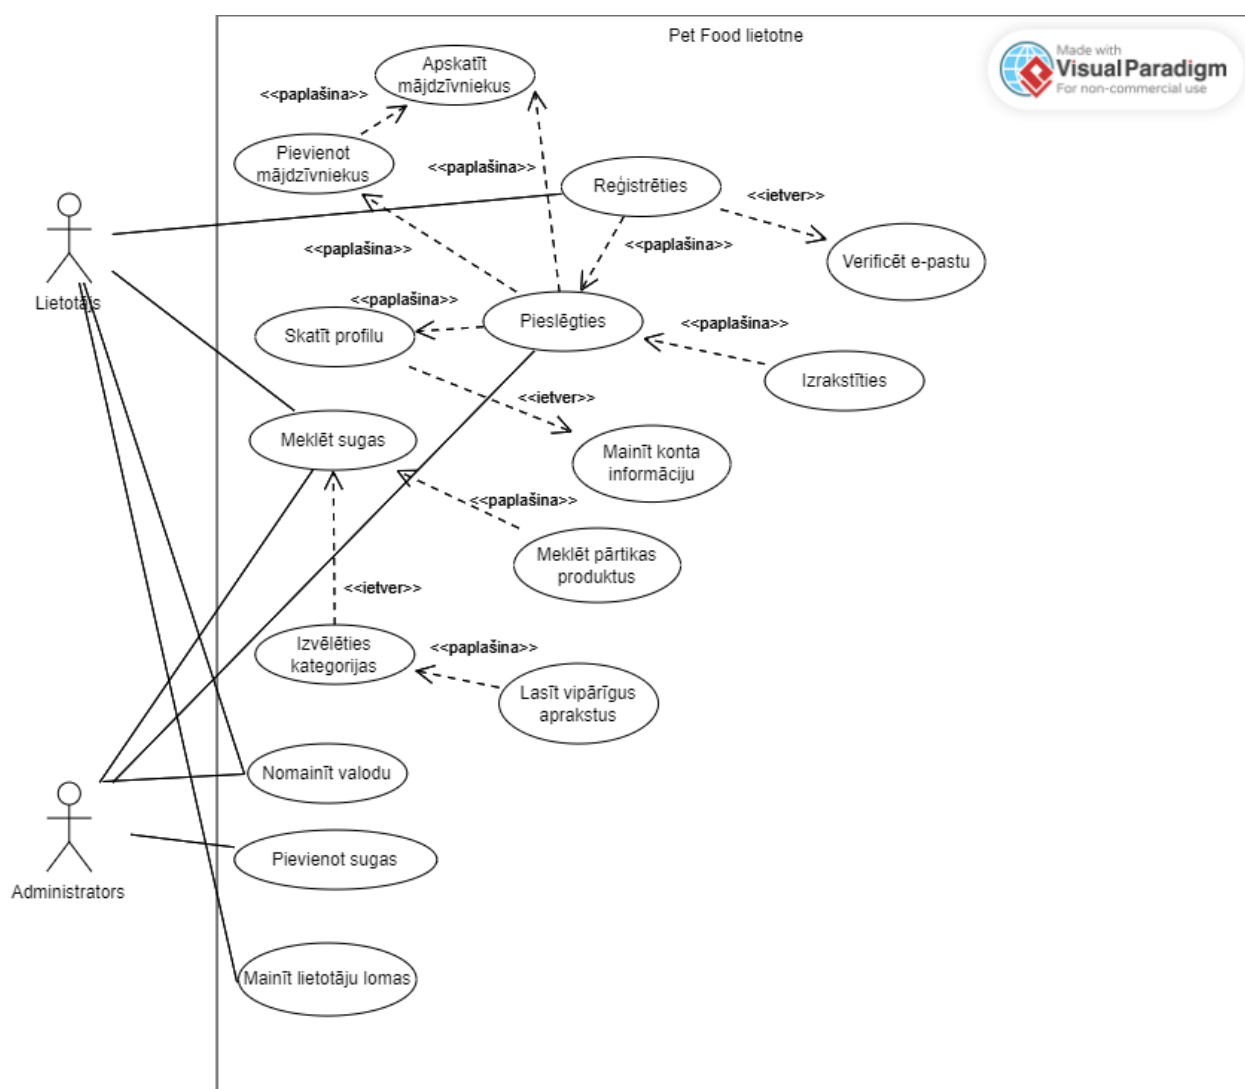 Pet Food lietotne
Made with
Visual Paradigm
For non-commercial use
Apskatīt
mājdzīvniekus
<<paplašina>>
Pievienot
mājdzīvniekus
<<paplašina>>
Reģistrēties
<<ietver>>
Verificēt e-pastu
<<paplašina>>
<<paplašina>>
Lietotājs
<<paplašina>>
Skatīt profilu
Pieslēgties
<<paplašina>>
Izrakstīties
<<ietver>>
Meklēt sugas
Mainīt konta
informāciju
<<paplašina>>
Meklēt pārtikas
produktus
<<ietver>>
Izvēlēties
kategorijas
<<paplašina>>
Lasīt vipārīgus
aprakstus
Nomainīt valodu
Pievienot sugas
Administrators
Mainīt lietotāju lomas